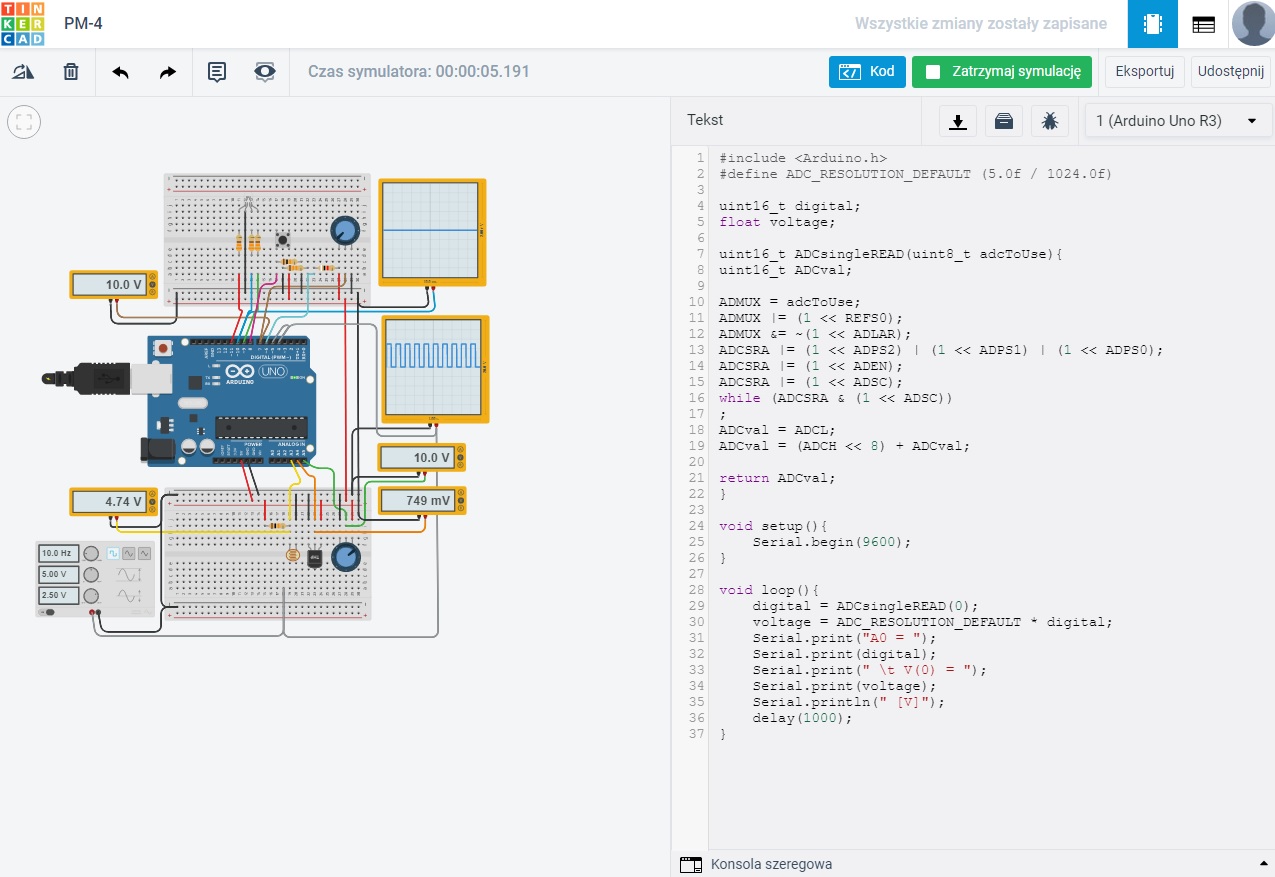 TIN
KER
CAD
PM-4
Wszystkie zmiany zostały zapisane
Czas symulatora: 00:00:05.191
Kod
Zatrzymaj symulację
Eksportuj
Udostępnij
Tekst
1 (Arduino Uno R3)
10.0 V
DIGITAL (PWM~)
UNO
ARDUINO
POWER
ANALOG IN
10.0 V
4.74 V
749 mV
10.0 Hz
5.00 V
2.50 V
1 #include <Arduino.h>
2 #define ADC_RESOLUTION_DEFAULT (5.0f / 1024.0f)
3
4 uint16_t digital;
5 float voltage;
6
7 uint16_t ADCsingleREAD(uint8_t adcToUse){
8 uint16_t ADCval;
9
10 ADMUX = adcToUse;
11 ADMUX |= (1 << REFS0);
12 ADMUX &= ~(1 << ADLAR);
13 ADCSRA |= (1 << ADPS2) | (1 << ADPS1) | (1 << ADPS0);
14 ADCSRA |= (1 << ADEN);
15 ADCSRA |= (1 << ADSC);
16 while (ADCSRA & (1 << ADSC))
17 ;
18 ADCval = ADCL;
19 ADCval = (ADCH << 8) + ADCval;
20
21 return ADCval;
22 }
23
24 void setup(){
25 Serial.begin(9600);
26 }
27
28 void loop(){
29 digital = ADCsingleREAD(0);
30 voltage = ADC_RESOLUTION_DEFAULT * digital;
31 Serial.print("A0 = ");
32 Serial.print(digital);
33 Serial.print(" \t V(0) = ");
34 Serial.print(voltage);
35 Serial.println(" [V]");
36 delay(1000);
37 }
Konsola szeregowa